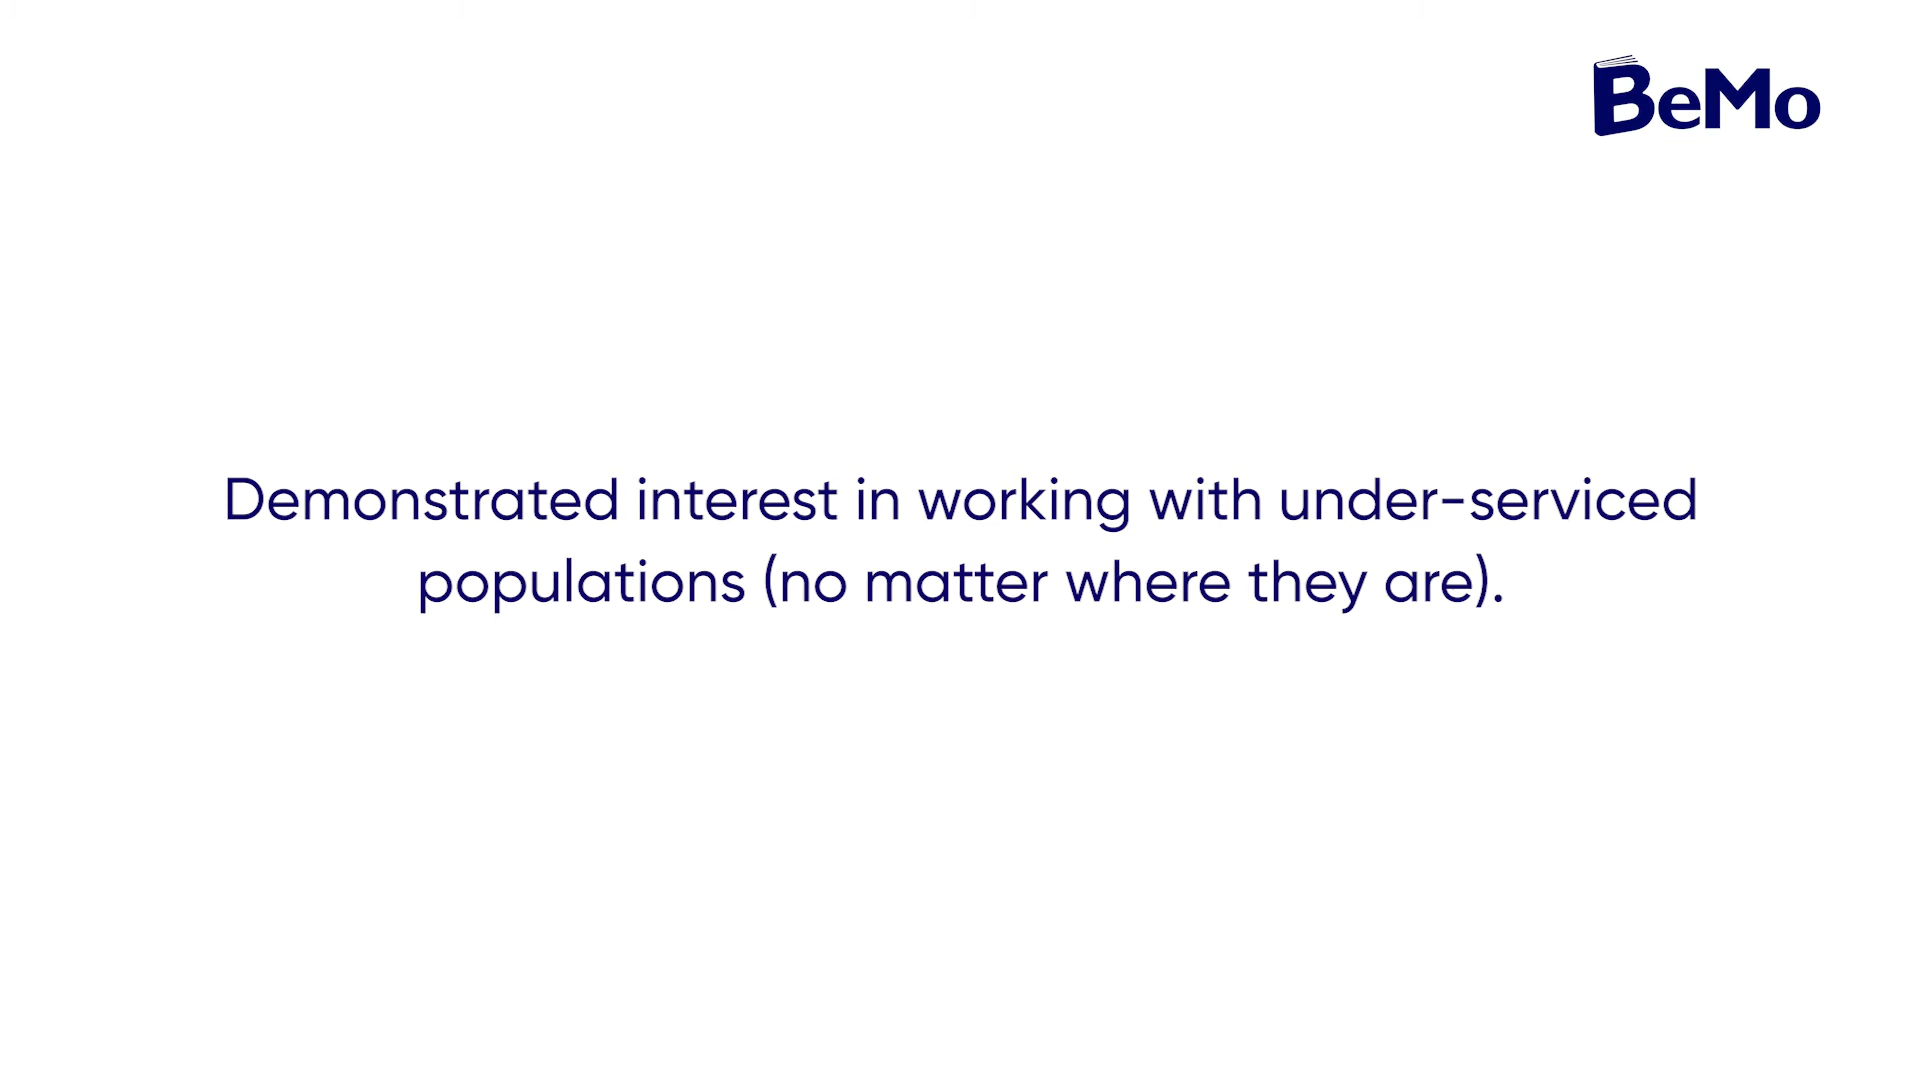 BeMo
Demonstrated interest in working with under-serviced
populations (no matter where they are).